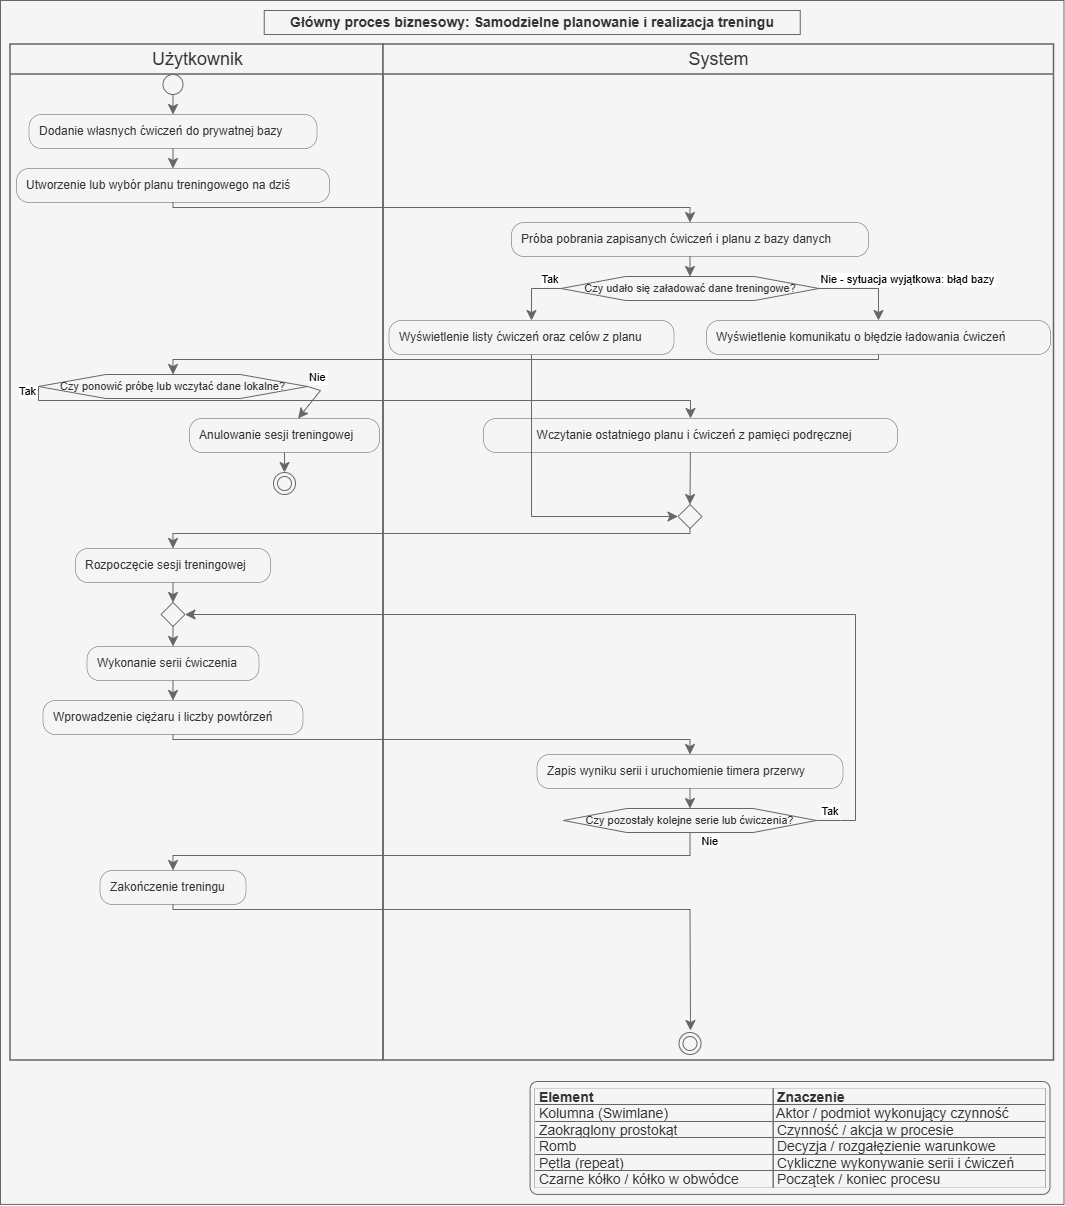 Główny proces biznesowy: Samodzielne planowanie i realizacja treningu
Użytkownik
System
Dodanie własnych ćwiczeń do prywatnej bazy
Utworzenie lub wybór planu treningowego na dziś
Próba pobrania zapisanych ćwiczeń i planu z bazy danych
Tak
Czy udało się załadować dane treningowe?
Nie - sytuacja wyjątkowa: błąd bazy
Wyświetlenie listy ćwiczeń oraz celów z planu
Wyświetlenie komunikatu o błędzie ładowania ćwiczeń
Tak
Czy ponowić próbę lub wczytać dane lokalne?
Nie
Anulowanie sesji treningowej
Wczytanie ostatniego planu i ćwiczeń z pamięci podręcznej
Rozpoczęcie sesji treningowej
Wykonanie serii ćwiczenia
Wprowadzenie ciężaru i liczby powtórzeń
Zapis wyniku serii i uruchomienie timera przerwy
Czy pozostały kolejne serie lub ćwiczenia?
Tak
Nie
Zakończenie treningu
Element Znaczenie
Kolumna (Swimlane) Aktor / podmiot wykonujący czynność
Zaokrąglony prostokąt Czynność / akcja w procesie
Romb Decyzja / rozgałęzienie warunkowe
Pętla (repeat) Cykliczne wykonywanie serii i ćwiczeń
Czarne kółko / kółko w obwódce Początek / koniec procesu